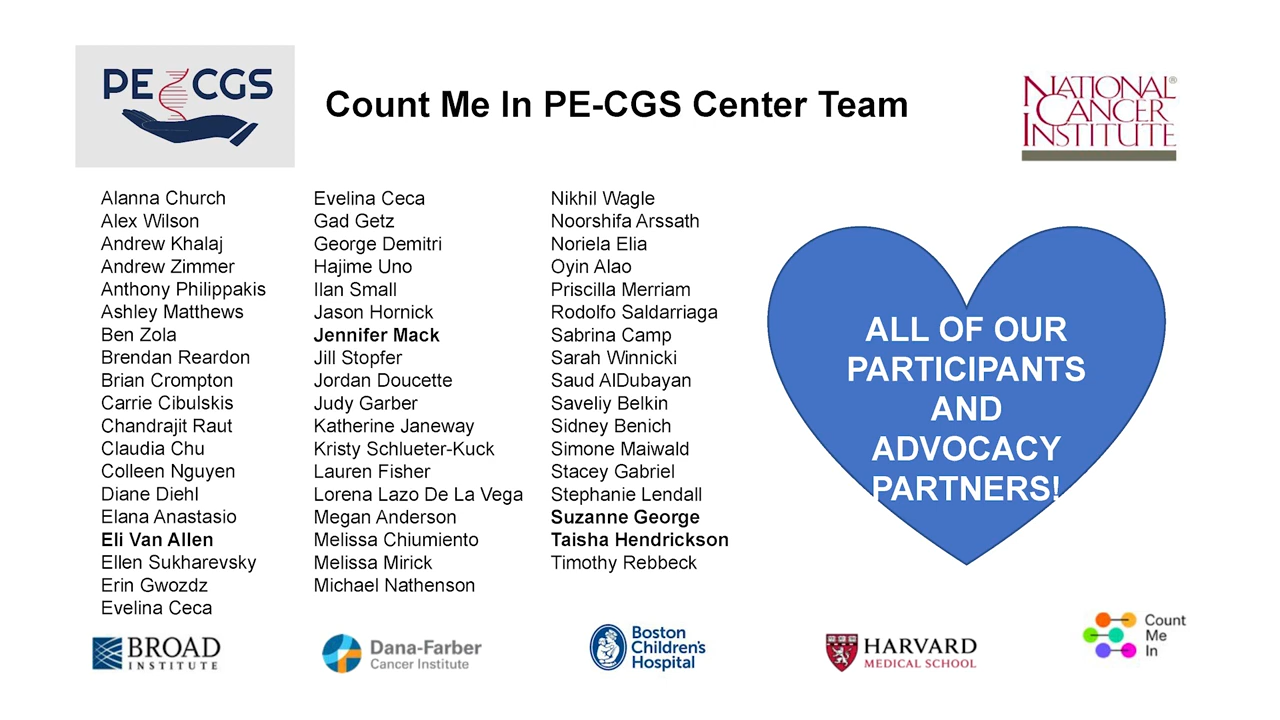 PE CGS
Count Me In PE-CGS Center Team
NATIONAL®
CANCER
INSTITUTE
Alanna Church
Alex Wilson
Andrew Khalaj
Andrew Zimmer
Anthony Philippakis
Ashley Matthews
Ben Zola
Brendan Reardon
Brian Crompton
Carrie Cibulskis
Chandrajit Raut
Claudia Chu
Colleen Nguyen
Diane Diehl
Elana Anastasio
Eli Van Allen
Ellen Sukharevsky
Erin Gwozdz
Evelina Ceca
Evelina Ceca
Gad Getz
George Demitri
Hajime Uno
Ilan Small
Jason Hornick
Jennifer Mack
Jill Stopfer
Jordan Doucette
Judy Garber
Katherine Janeway
Kristy Schlueter-Kuck
Lauren Fisher
Lorena Lazo De La Vega
Megan Anderson
Melissa Chiumiento
Melissa Mirick
Michael Nathenson
Nikhil Wagle
Noorshifa Arssath
Noriela Elia
Oyin Alao
Priscilla Merriam
Rodolfo Saldarriaga
Sabrina Camp
Sarah Winnicki
Saud AlDubayan
Saveliy Belkin
Sidney Benich
Simone Maiwald
Stacey Gabriel
Stephanie Lendall
Suzanne George
Taisha Hendrickson
Timothy Rebbeck
ALL OF OUR
PARTICIPANTS
AND
ADVOCACY
PARTNERS!
BROAD
INSTITUTE
Dana-Farber
Cancer Institute
Boston
Children's
Hospital
HARVARD
MEDICAL SCHOOL
Count
Me
In